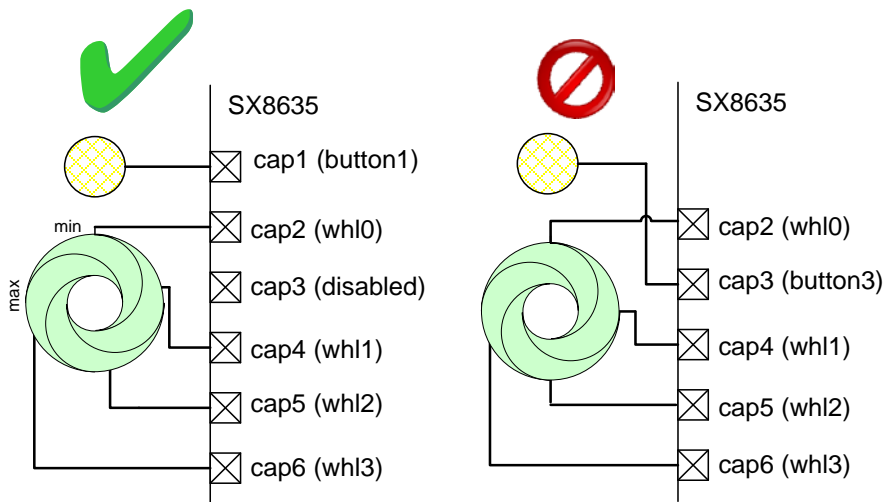 SX8635
cap1 (button1)
min
cap2 (whl0)
max
cap3 (disabled)
cap4 (whl1)
cap5 (whl2)
cap6 (whl3)
SX8635
cap2 (whl0)
cap3 (button3)
cap4 (whl1)
cap5 (whl2)
cap6 (whl3)